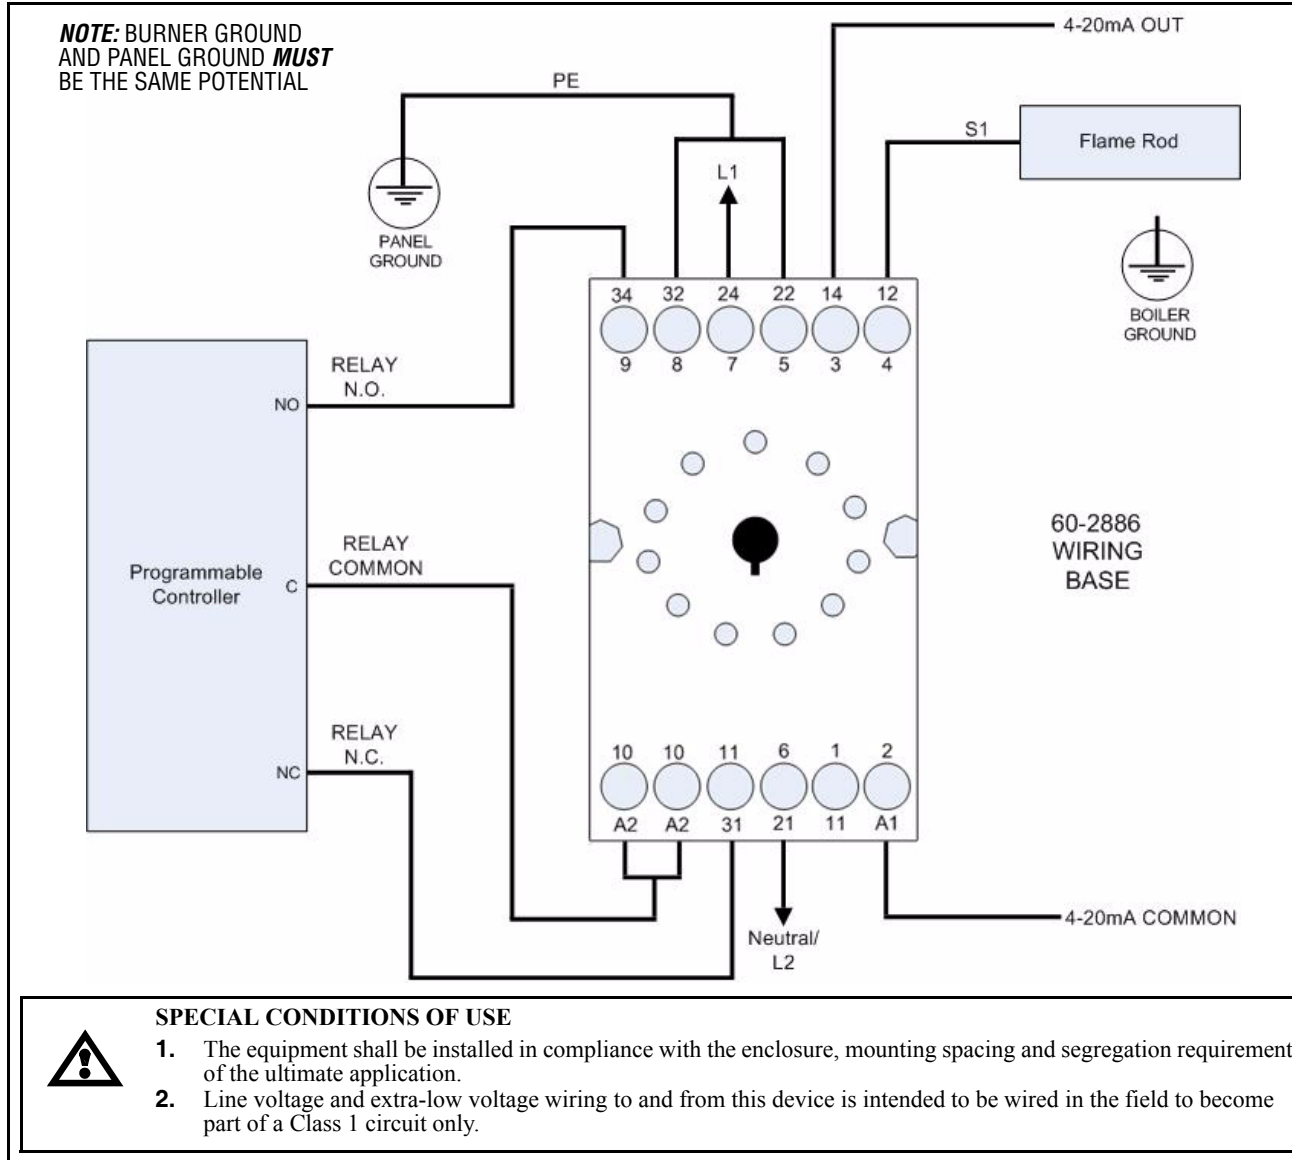 NOTE: BURNER GROUND
AND PANEL GROUND MUST
BE THE SAME POTENTIAL
4-20mA OUT
PE
S1
Flame Rod
L1
PANEL
GROUND
BOILER
GROUND
34 32 24 22 14 12
9 8 7 5 3 4
RELAY
N.O.
NO
RELAY
COMMON
Programmable
Controller
C
60-2886
WIRING
BASE
RELAY
N.C.
NC
10 10 11 6 1 2
A2 A2 31 21 11 A1
Neutral/
L2
4-20mA COMMON
SPECIAL CONDITIONS OF USE
1. The equipment shall be installed in compliance with the enclosure, mounting spacing and segregation requirement
of the ultimate application.
2. Line voltage and extra-low voltage wiring to and from this device is intended to be wired in the field to become
part of a Class 1 circuit only.